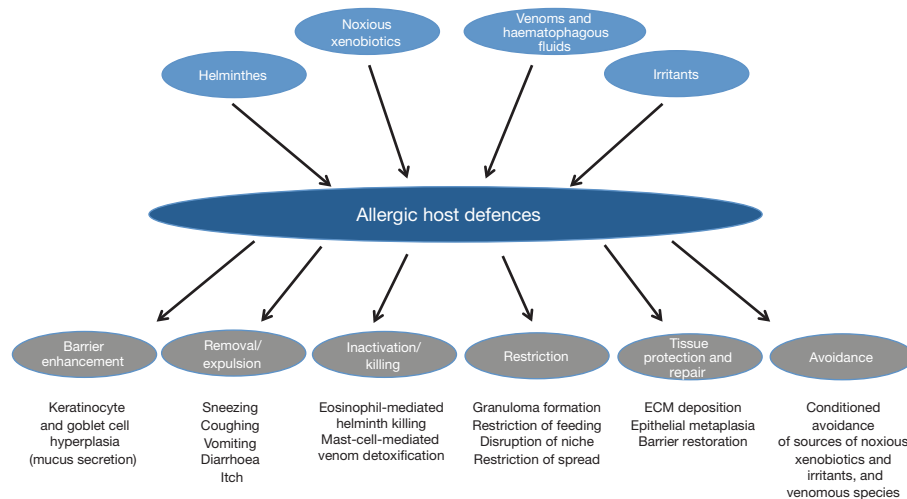 Noxious
xenobiotics
Venoms and
haematophagous
fluids
Helminthes
Irritants
Allergic host defences
Barrier
enhancement
Removal/
expulsion
Inactivation/
killing
Restriction
Tissue
protection and
repair
Avoidance
Keratinocyte
and goblet cell
hyperplasia
(mucus secretion)
Sneezing
Coughing
Vomiting
Diarrhoea
Itch
Eosinophil-mediated
helminth killing
Mast-cell-mediated
venom detoxification
Granuloma formation
Restriction of feeding
Disruption of niche
Restriction of spread
ECM deposition
Epithelial metaplasia
Barrier restoration
Conditioned
avoidance
of sources of noxious
xenobiotics and
irritants, and
venomous species